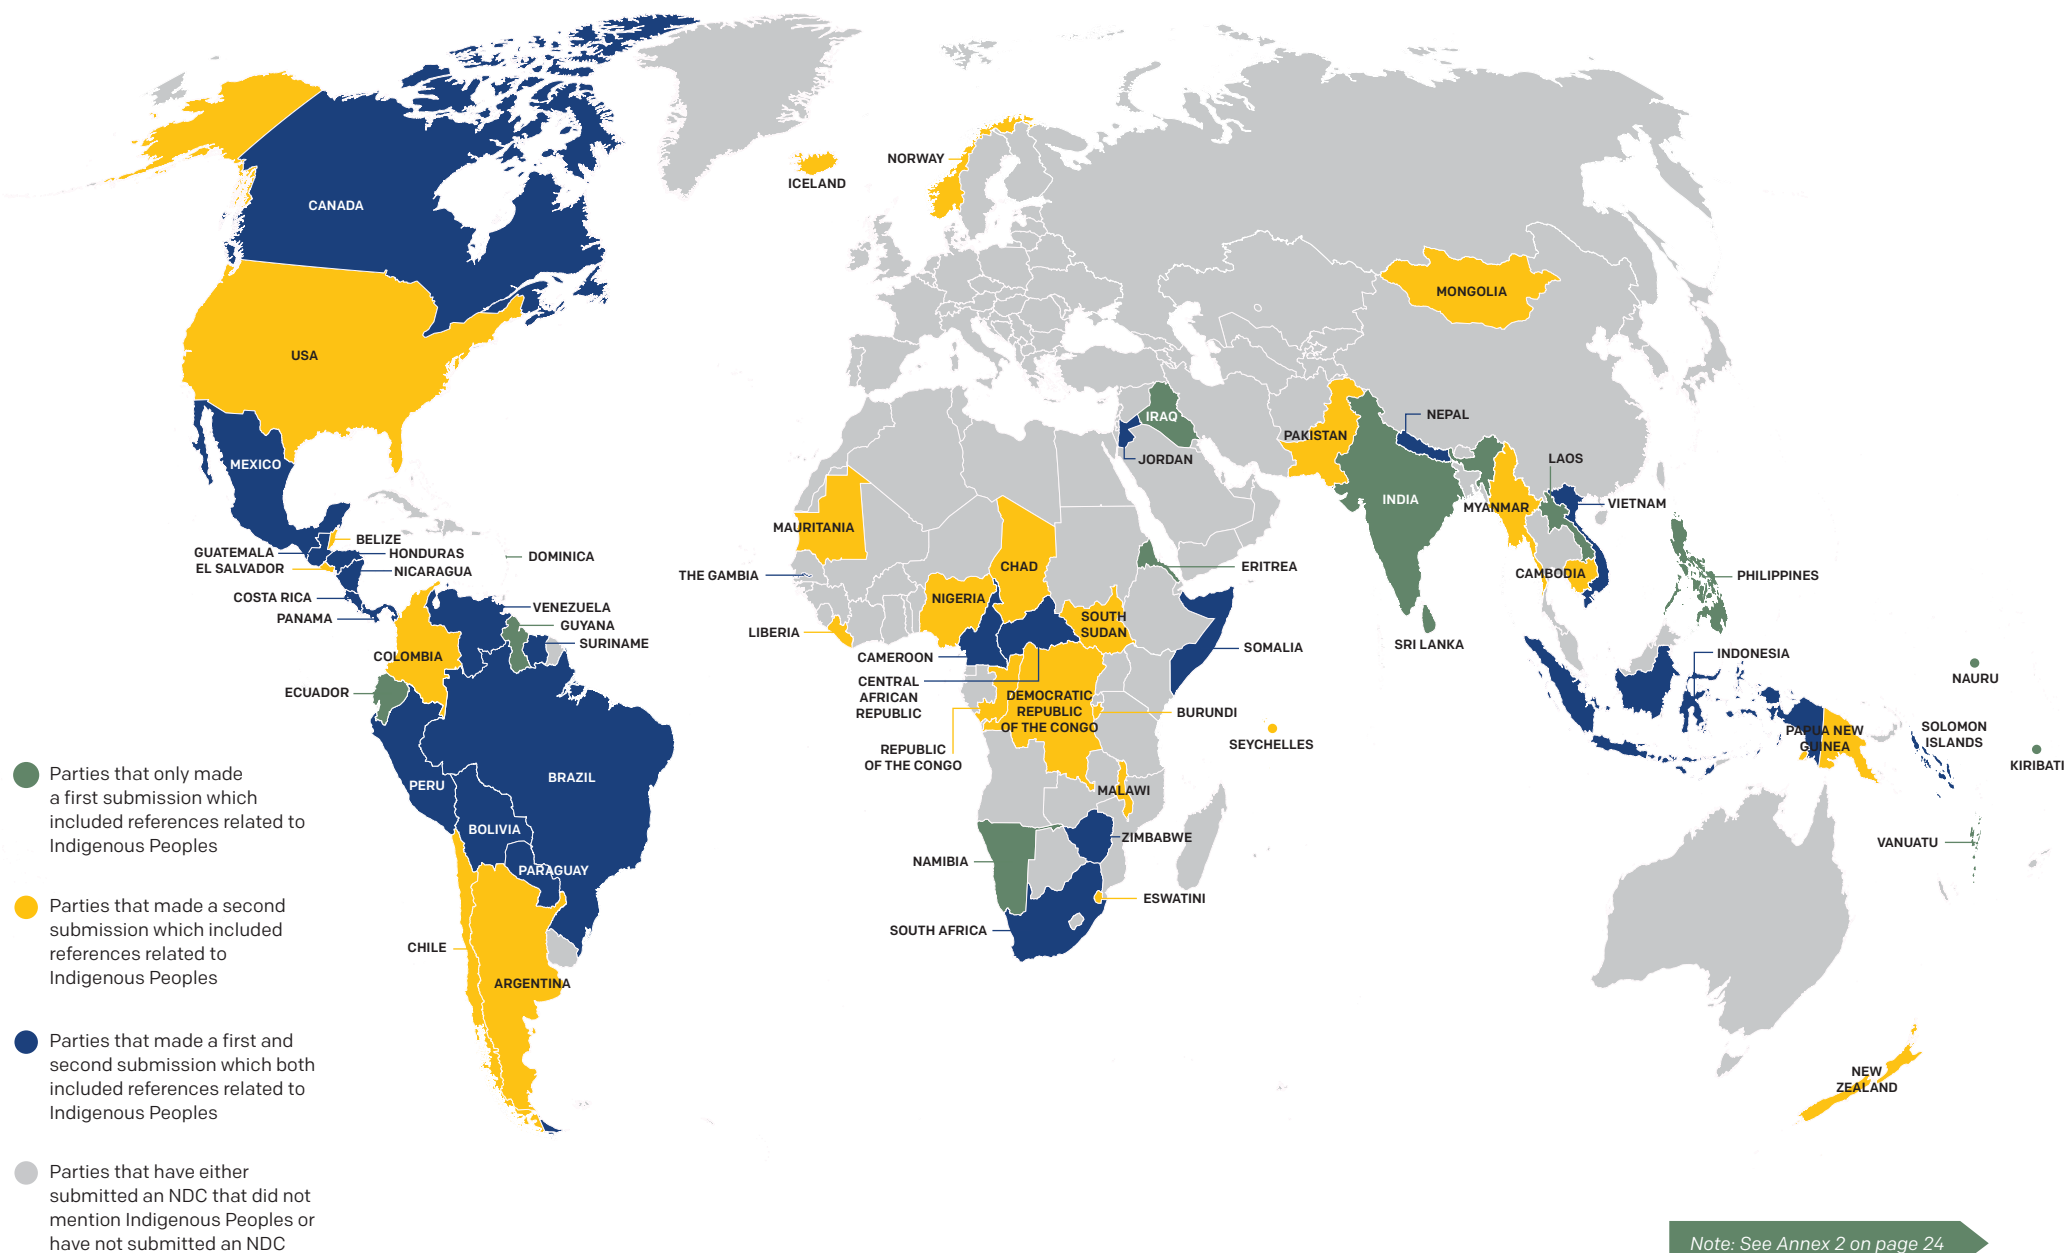 NORWAY
ICELAND
CANADA
MONGOLIA
USA
IRAQ
NEPAL
PAKISTAN
JORDAN
LAOS
MEXICO
INDIA
VIETNAM
MYANMAR
MAURITANIA
BELIZE
GUATEMALA
HONDURAS
DOMINICA
EL SALVADOR
NICARAGUA
THE GAMBIA
CHAD
ERITREA
CAMBODIA
PHILIPPINES
COSTA RICA
NIGERIA
VENEZUELA
PANAMA
GUYANA
SOUTH
SUDAN
LIBERIA
SURINAME
SRI LANKA
SOMALIA
COLOMBIA
CAMEROON
INDONESIA
NAURU
CENTRAL
AFRICAN
REPUBLIC
ECUADOR
DEMOCRATIC
REPUBLIC
OF THE CONGO
BURUNDI
SEYCHELLES
PAPUA NEW
GUINEA
SOLOMON
ISLANDS
REPUBLIC
OF THE CONGO
KIRIBATI
BRAZIL
PERU
MALAWI
BOLIVIA
ZIMBABWE
VANUATU
NAMIBIA
PARAGUAY
ESWATINI
SOUTH AFRICA
CHILE
ARGENTINA
NEW
ZEALAND
Parties that only made
a first submission which
included references related to
Indigenous Peoples
Parties that made a second
submission which included
references related to
Indigenous Peoples
Parties that made a first and
second submission which both
included references related to
Indigenous Peoples
Parties that have either
submitted an NDC that did not
mention Indigenous Peoples or
have not submitted an NDC
Note: See Annex 2 on page 24